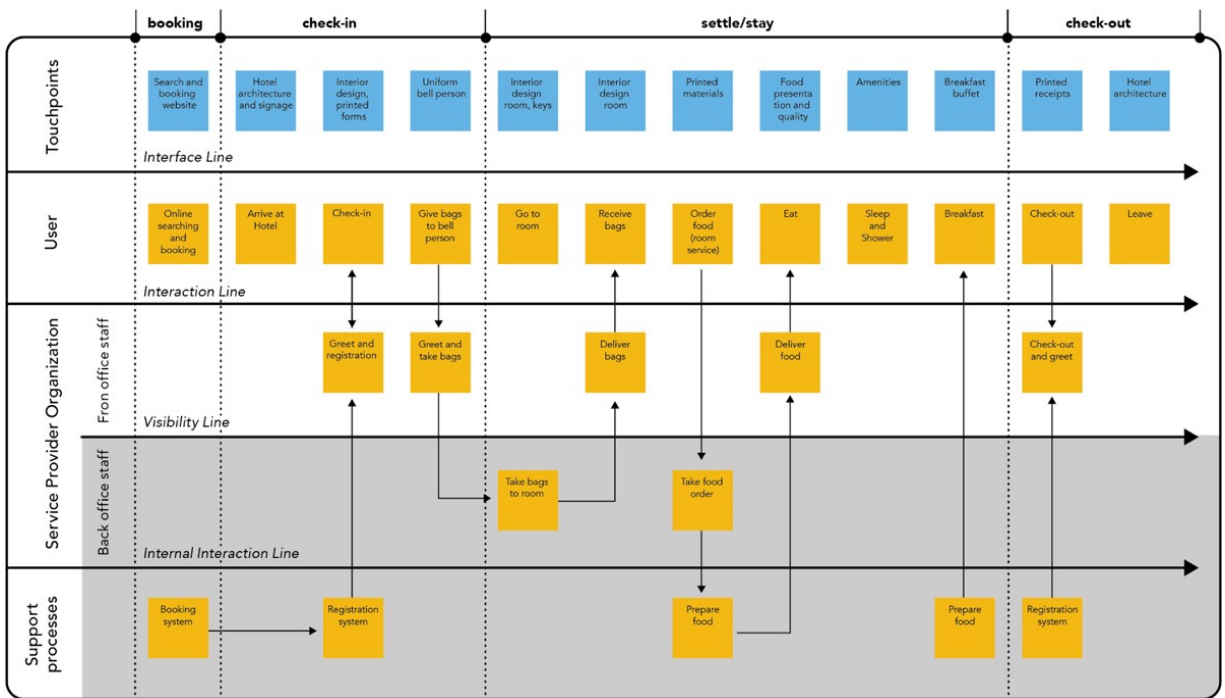 booking
check-in
settle/stay
check-out
Touchpoints
Search and
booking
website
Hotel
architecture
and signage
Interior
design,
printed
forms
Uniform
bell person
Interior
design
room, keys
Interior
design
room
Printed
materials
Food
presenta
tion and
quality
Amenities
Breakfast
buffet
Printed
receipts
Hotel
architecture
Interface Line
User
Online
searching
and
booking
Arrive at
Hotel
Check-in
Give bags
to bell
person
Go to
room
Receive
bags
Order
food
(room
service)
Eat
Sleep
and
Shower
Breakfast
Check-out
Leave
Interaction Line
Service Provider Organization
Fron office staff
Greet and
registration
Greet and
take bags
Deliver
bags
Deliver
food
Check-out
and greet
Visibility Line
Back office staff
Take bags
to room
Take food
order
Internal Interaction Line
Support
processes
Booking
system
Registration
system
Prepare
food
Prepare
food
Registration
system